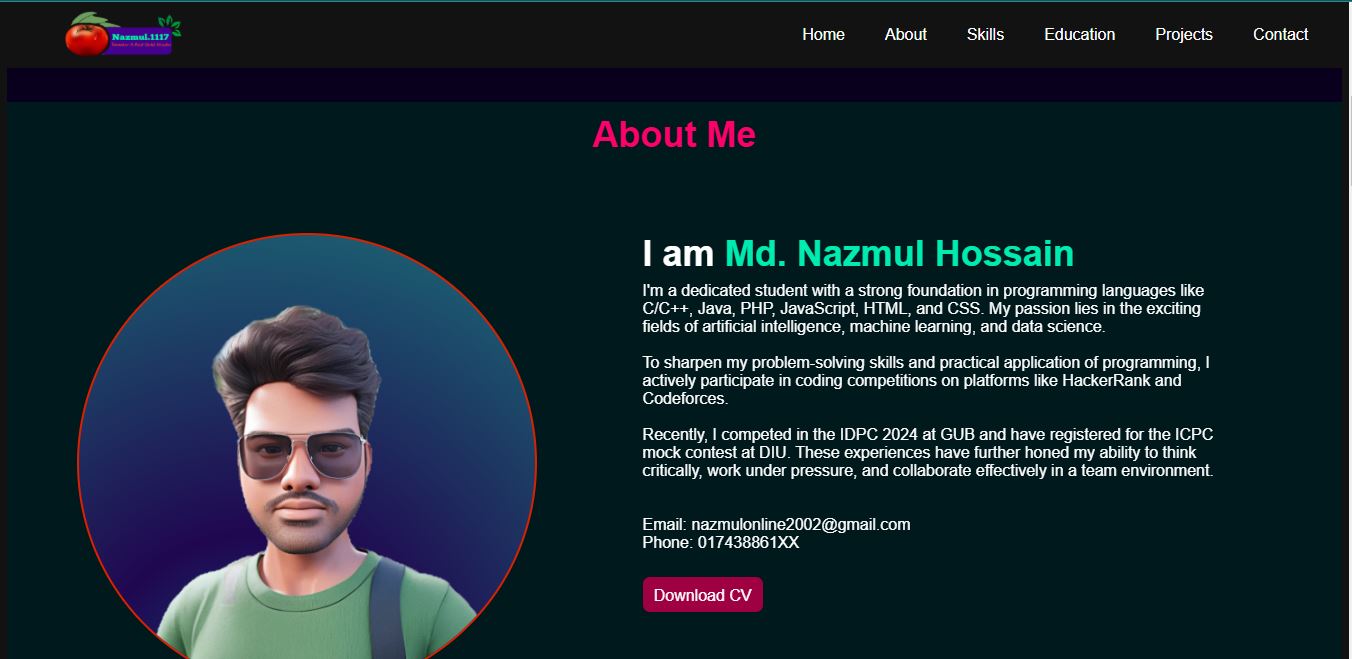 Nazmul.1117
Home About Skills Education Projects Contact
About Me
I am Md. Nazmul Hossain
I'm a dedicated student with a strong foundation in programming languages like
C/C++, Java, PHP, JavaScript, HTML, and CSS. My passion lies in the exciting
fields of artificial intelligence, machine learning, and data science.
To sharpen my problem-solving skills and practical application of programming, I
actively participate in coding competitions on platforms like HackerRank and
Codeforces.
Recently, I competed in the IDPC 2024 at GUB and have registered for the ICPC
mock contest at DIU. These experiences have further honed my ability to think
critically, work under pressure, and collaborate effectively in a team environment.
Email: nazmulonline2002@gmail.com
Phone: 017438861XX
Download CV